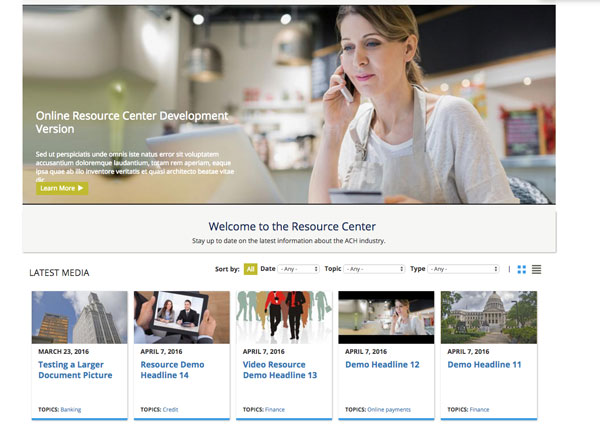 Online Resource Center Development
Version
Sed ut perspiciatis unde omnis iste natus error sit voluptatem
accusantium doloremque laudantium, totam rem aperiam, eaque
ipsa quae ab illo inventore veritatis et quasi architecto beatae vitae
Learn More
Welcome to the Resource Center
Stay up to date on the latest information about the ACH industry.
LATEST MEDIA
Sort by: All Date - Any - Topic - Any - Type - Any -
MARCH 23, 2016
Testing a Larger
Document Picture
TOPICS: Banking
APRIL 7, 2016
Resource Demo
Headline 14
TOPICS: Credit
APRIL 7, 2016
Video Resource
Demo Headline 13
TOPICS: Finance
APRIL 7, 2016
Demo Headline 12
TOPICS: Online payments
APRIL 7, 2016
Demo Headline 11
TOPICS: Finance